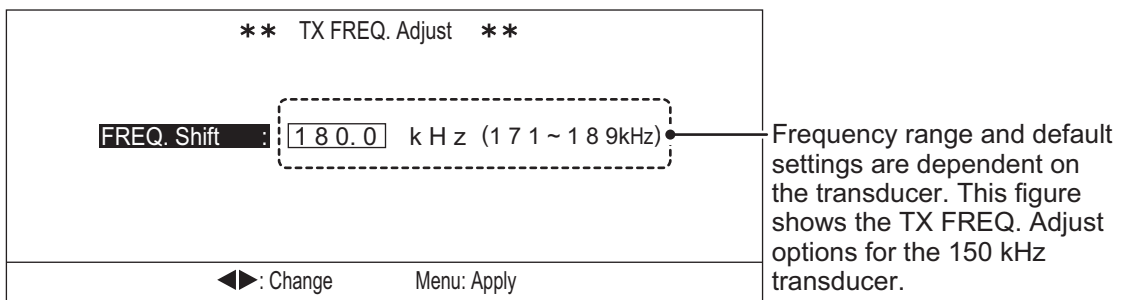 ** TX FREQ. Adjust **
FREQ. Shift : 180.0 kHz (171~189kHz)
Frequency range and default
settings are dependent on
the transducer. This figure
shows the TX FREQ. Adjust
options for the 150 kHz
transducer.
◀▶: Change Menu: Apply